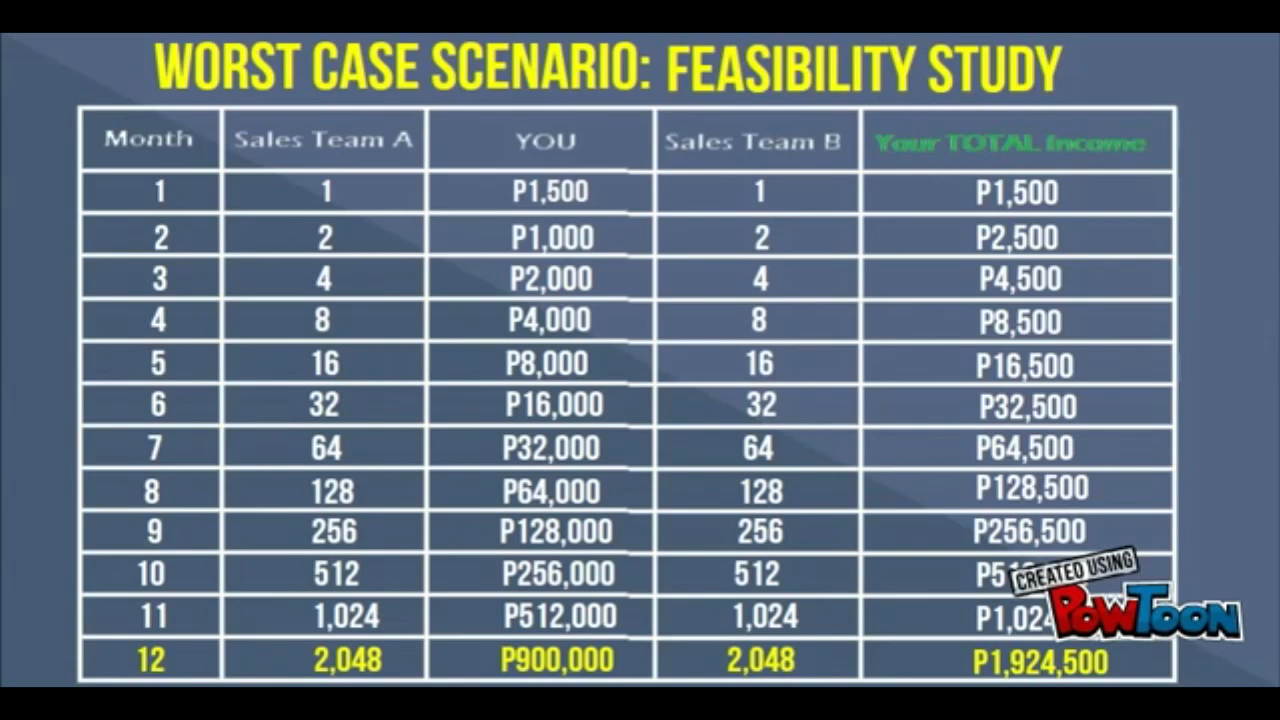 WORST CASE SCENARIO: FEASIBILITY STUDY
Month Sales Team A YOU Sales Team B Your TOTAL Income
1 1 P1,500 1 P1,500
2 2 P1,000 2 P2,500
3 4 P2,000 4 P4,500
4 8 P4,000 8 P8,500
5 16 P8,000 16 P16,500
6 32 P16,000 32 P32,500
7 64 P32,000 64 P64,500
8 128 P64,000 128 P128,500
9 256 P128,000 256 P256,500
10 512 P256,000 512
CREATED USING
11 1,024 P512,000 1,024
POWTOON
12 2,048 P900,000 2,048 P1,924,500